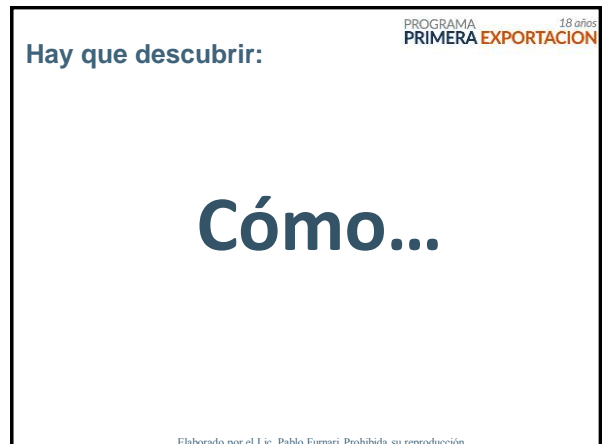 PROGRAMA 18 años
PRIMERA EXPORTACION
Hay que descubrir:
Cómo...
Elaborado por el Lic. Pablo Furnari Prohibida su reproducción